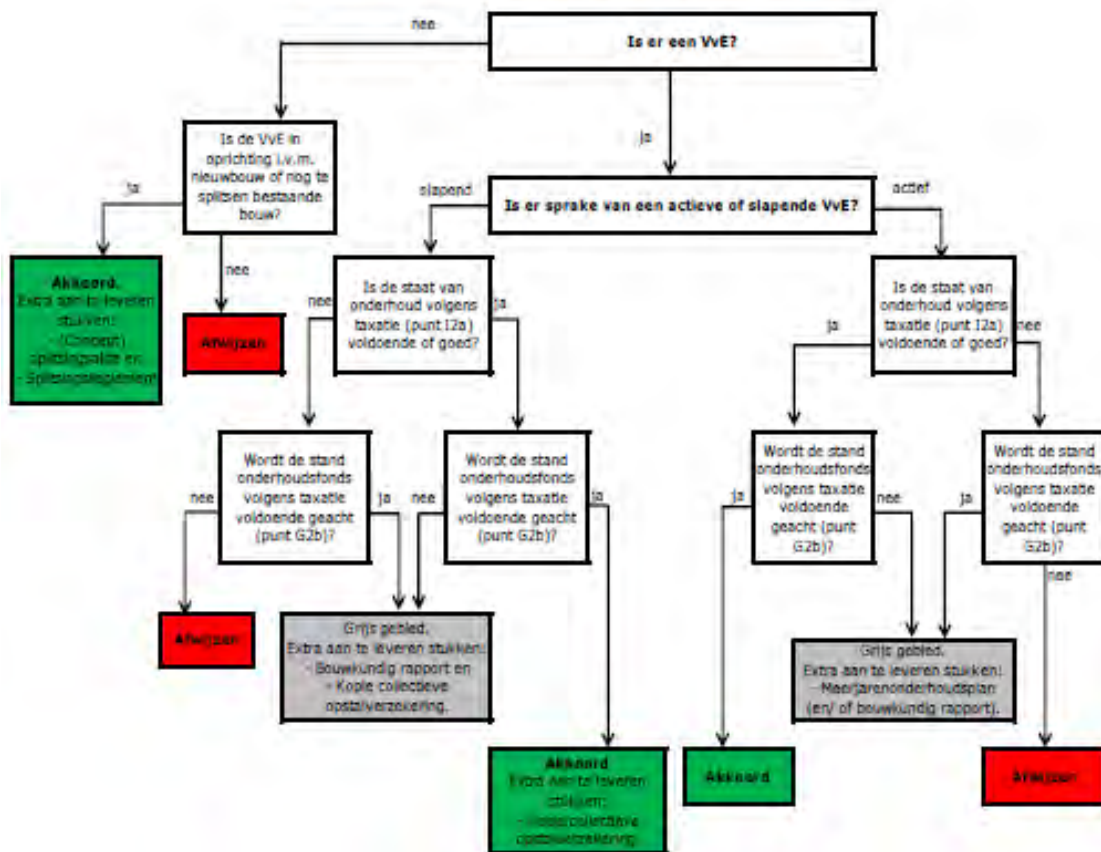 nee
Is er een VvE?
ja
Is de VvE in
oprichting i.v.m.
nieuwbouw of nog te
splitsen bestaande
bouw?
ja
nee
slapend
Is er sprake van een actieve of slapende VvE?
actief
Akkoord.
Extra aan te leveren
stukken:
- (Concept)
splitsingsakte en
- Splitsingsreglement
Afwijzen
nee
Is de staat van
onderhoud volgens
taxatie (punt I2a)
voldoende of goed?
ja
ja
Is de staat van
onderhoud volgens
taxatie (punt I2a)
voldoende of goed?
nee
nee
Wordt de stand
onderhoudsfonds
volgens taxatie
voldoende geacht
(punt G2b)?
ja
nee
Wordt de stand
onderhoudsfonds
volgens taxatie
voldoende geacht
(punt G2b)?
ja
ja
Wordt de stand
onderhoudsfonds
volgens taxatie
voldoende
geacht (punt
G2b)?
nee
ja
Wordt de stand
onderhoudsfonds
volgens taxatie
voldoende
geacht (punt
G2b)?
nee
Afwijzen
Grijs gebied.
Extra aan te leveren stukken:
- Bouwkundig rapport en
- Kopie collectieve
opstalverzekering.
Grijs gebied.
Extra aan te leveren stukken:
- Meerjarenonderhoudsplan
(en/ of bouwkundig rapport).
Akkoord
Extra aan te leveren
stukken:
- Kopie collectieve
opstalverzekering
Akkoord
Afwijzen